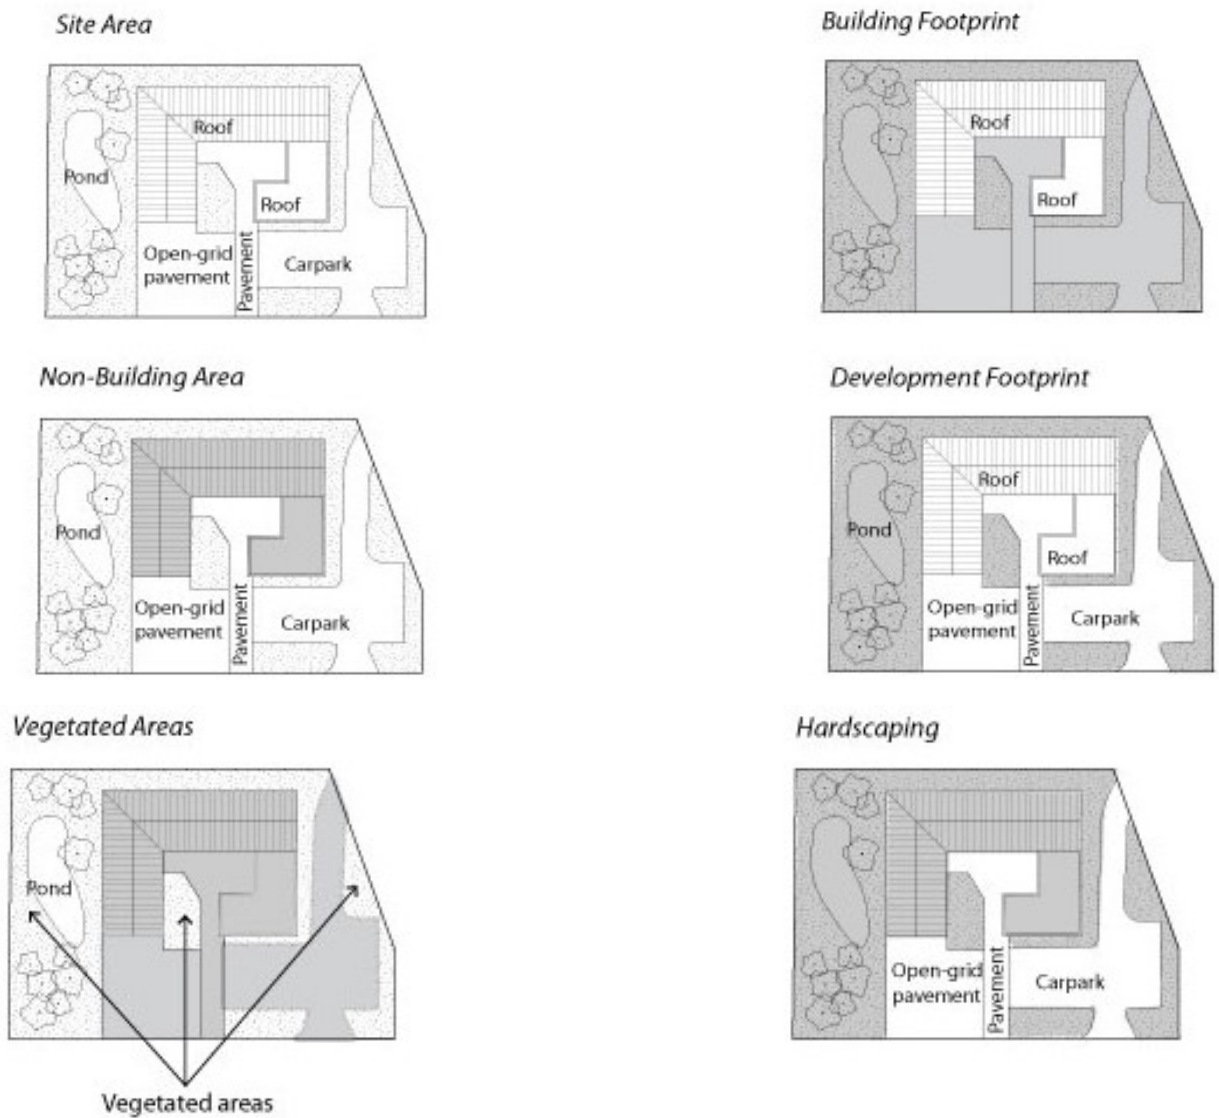 Site Area
Building Footprint
Roof
Pond
Roof
Open-grid
pavement
Pavement
Carpark
Roof
Roof
Non-Building Area
Development Footprint
Pond
Open-grid
pavement
Pavement
Carpark
Roof
Pond
Roof
Open-grid
pavement
Pavement
Carpark
Vegetated Areas
Hardscaping
Pond
Vegetated areas
Open-grid
pavement
Pavement
Carpark